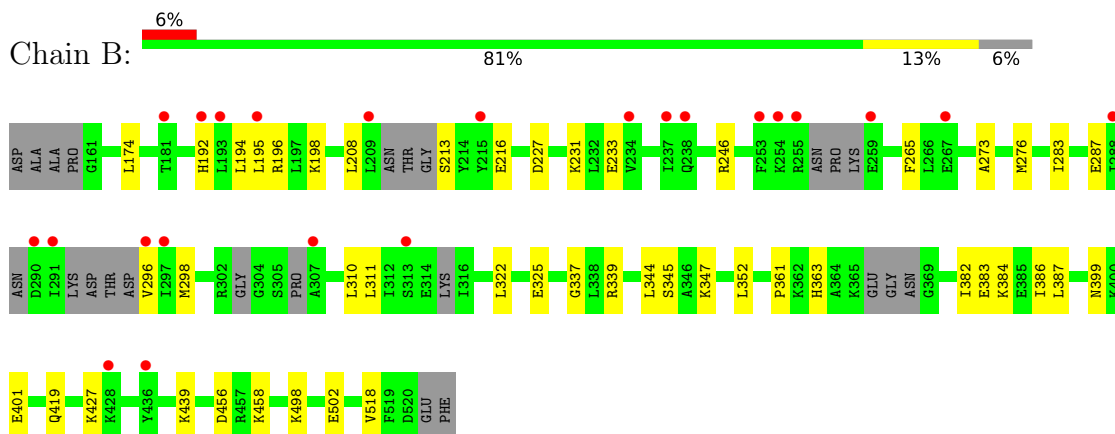 6%
Chain B:
81% 13% 6%
ASP ALA ALA PRO G161 L174 T181 H192 L193 L194 L195 R196 L197 K198 L208 L209 ASN THR GLY S213 Y214 Y215 E216 D227 K231 L232 E233 V234 I237 Q238 R246 F253 K254 R255 ASN PRO LYS E259 F265 L266 E267 A273 M276 I283 E287 I288
ASN D290 I291 LYS ASP THR ASP V296 I297 M298 R302 GLY G304 S305 PRO A307 L310 L311 I312 S313 E314 LYS I316 L322 E325 G337 L338 R339 L344 S345 A346 K347 L352 P361 K362 H363 A364 K365 GLU GLY ASN G369 I382 E383 K384 E385 I386 L387 N399 K400
E401 Q419 K427 K428 Y436 K439 D456 R457 K458 K498 E502 V518 F519 D520 GLU PHE